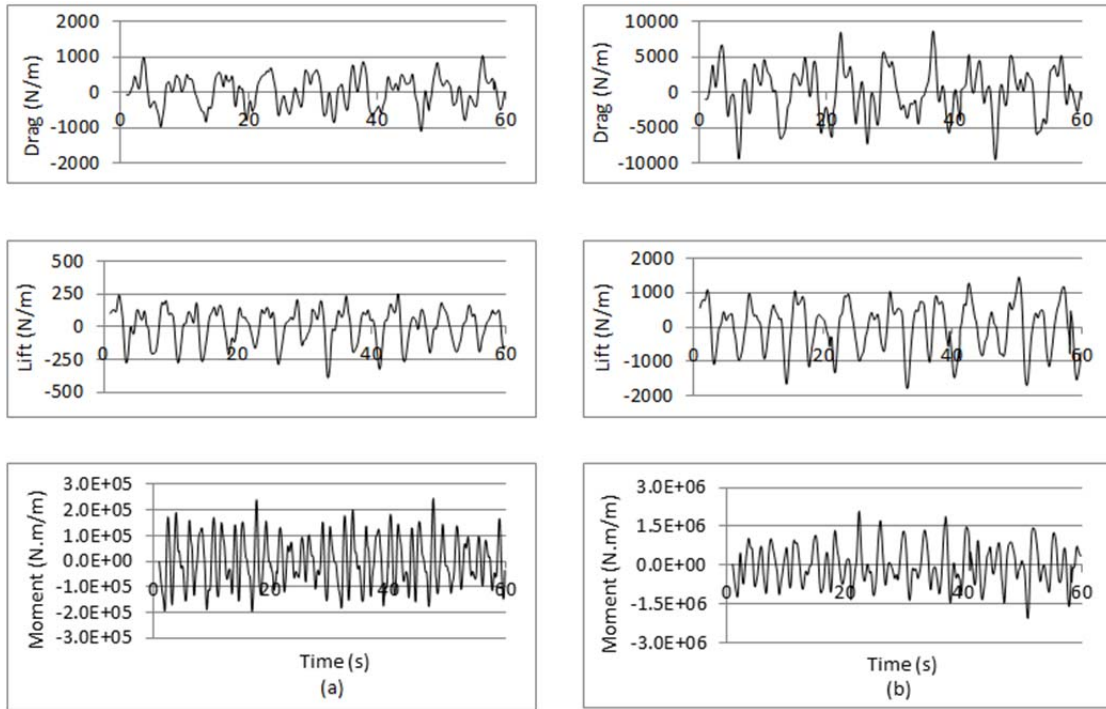 Drag (N/m)
2000
1000
0
-1000
-2000
0
20
40
60
Drag (N/m)
10000
5000
0
-5000
-10000
0
20
40
60
Lift (N/m)
500
250
0
-250
-500
0
20
40
60
Lift (N/m)
2000
1000
0
-1000
-2000
0
20
40
60
Moment (N.m/m)
3.0E+05
2.0E+05
1.0E+05
0.0E+00
-1.0E+05
-2.0E+05
-3.0E+05
0
20
40
60
Time (s)
(a)
Moment (N.m/m)
3.0E+06
1.5E+06
0.0E+00
-1.5E+06
-3.0E+06
0
20
40
60
Time (s)
(b)